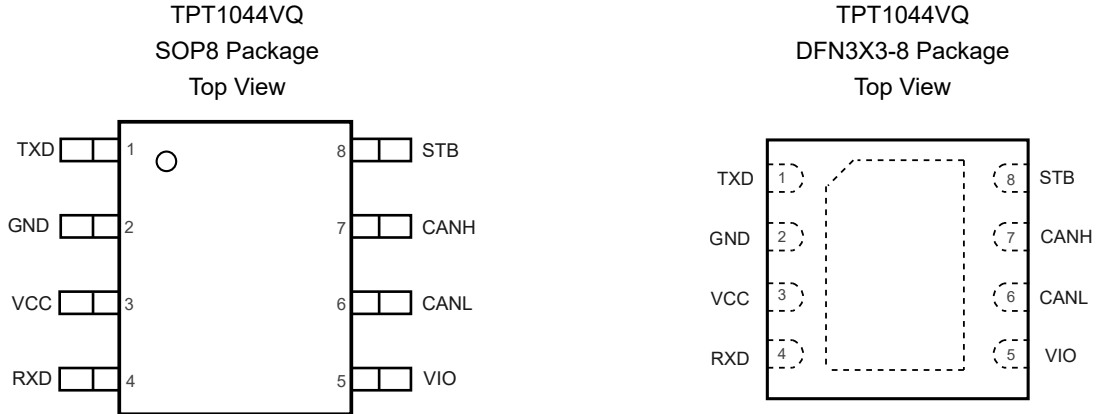 TPT1044VQ
SOP8 Package
Top View
TXD 1 8 STB
GND 2 7 CANH
VCC 3 6 CANL
RXD 4 5 VIO
TPT1044VQ
DFN3X3-8 Package
Top View
TXD 1 8 STB
GND 2 7 CANH
VCC 3 6 CANL
RXD 4 5 VIO